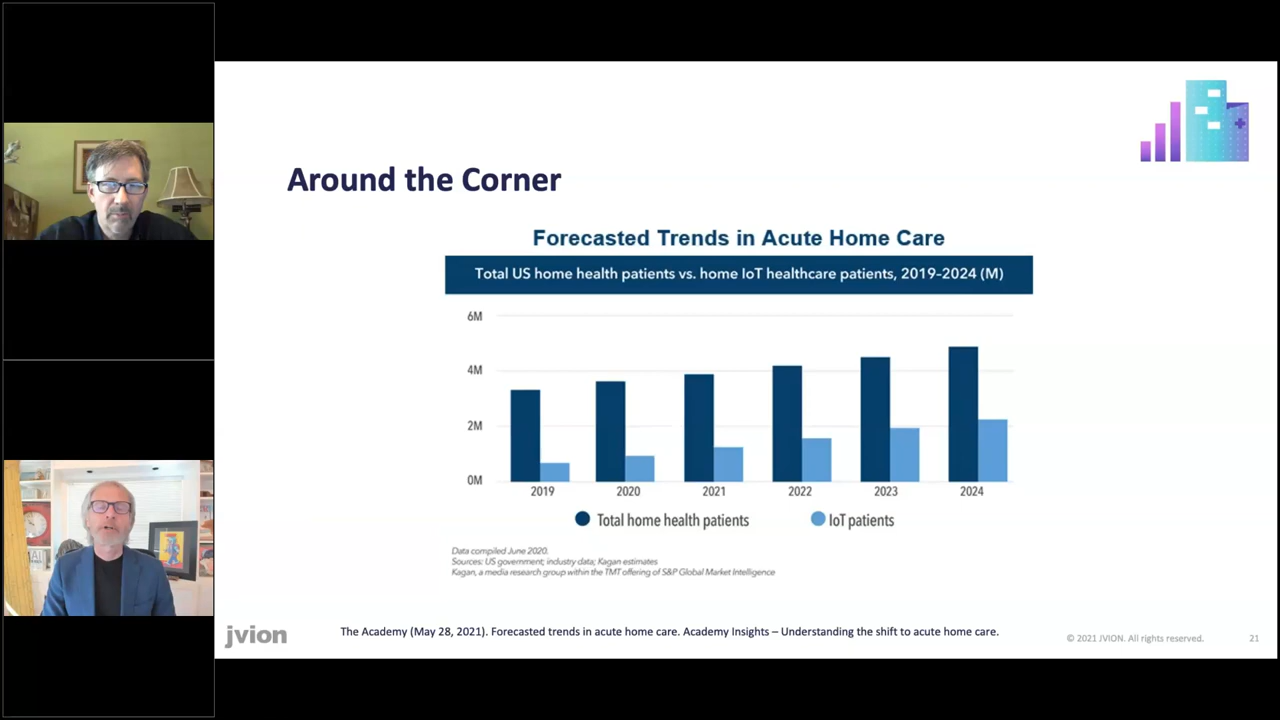 Around the Corner
Forecasted Trends in Acute Home Care
Total US home health patients vs. home IoT healthcare patients, 2019–2024 (M)
6M
4M
2M
0M
2019 2020 2021 2022 2023 2024
Total home health patients IoT patients
Data compiled June 2020.
Sources: US government; industry data; Kagan estimates
Kagan, a media research group within the TMT offering of S&P Global Market Intelligence
jvion
The Academy (May 28, 2021). Forecasted trends in acute home care. Academy Insights – Understanding the shift to acute home care.
© 2021 JVION. All rights reserved.
21